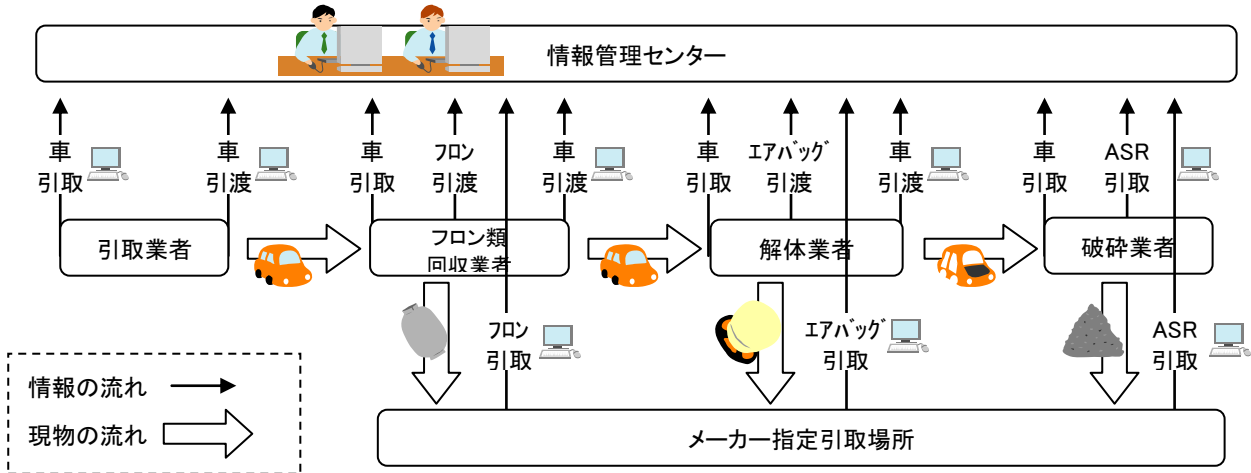 情報管理センター
車
引取
車
引渡
車
引取
フロン
引渡
車
引渡
車
引取
エアバッグ
引渡
車
引渡
車
引取
ASR
引取
引取業者
フロン類
回収業者
解体業者
破砕業者
フロン
引取
エアバッグ
引取
ASR
引取
情報の流れ
現物の流れ
メーカー指定引取場所